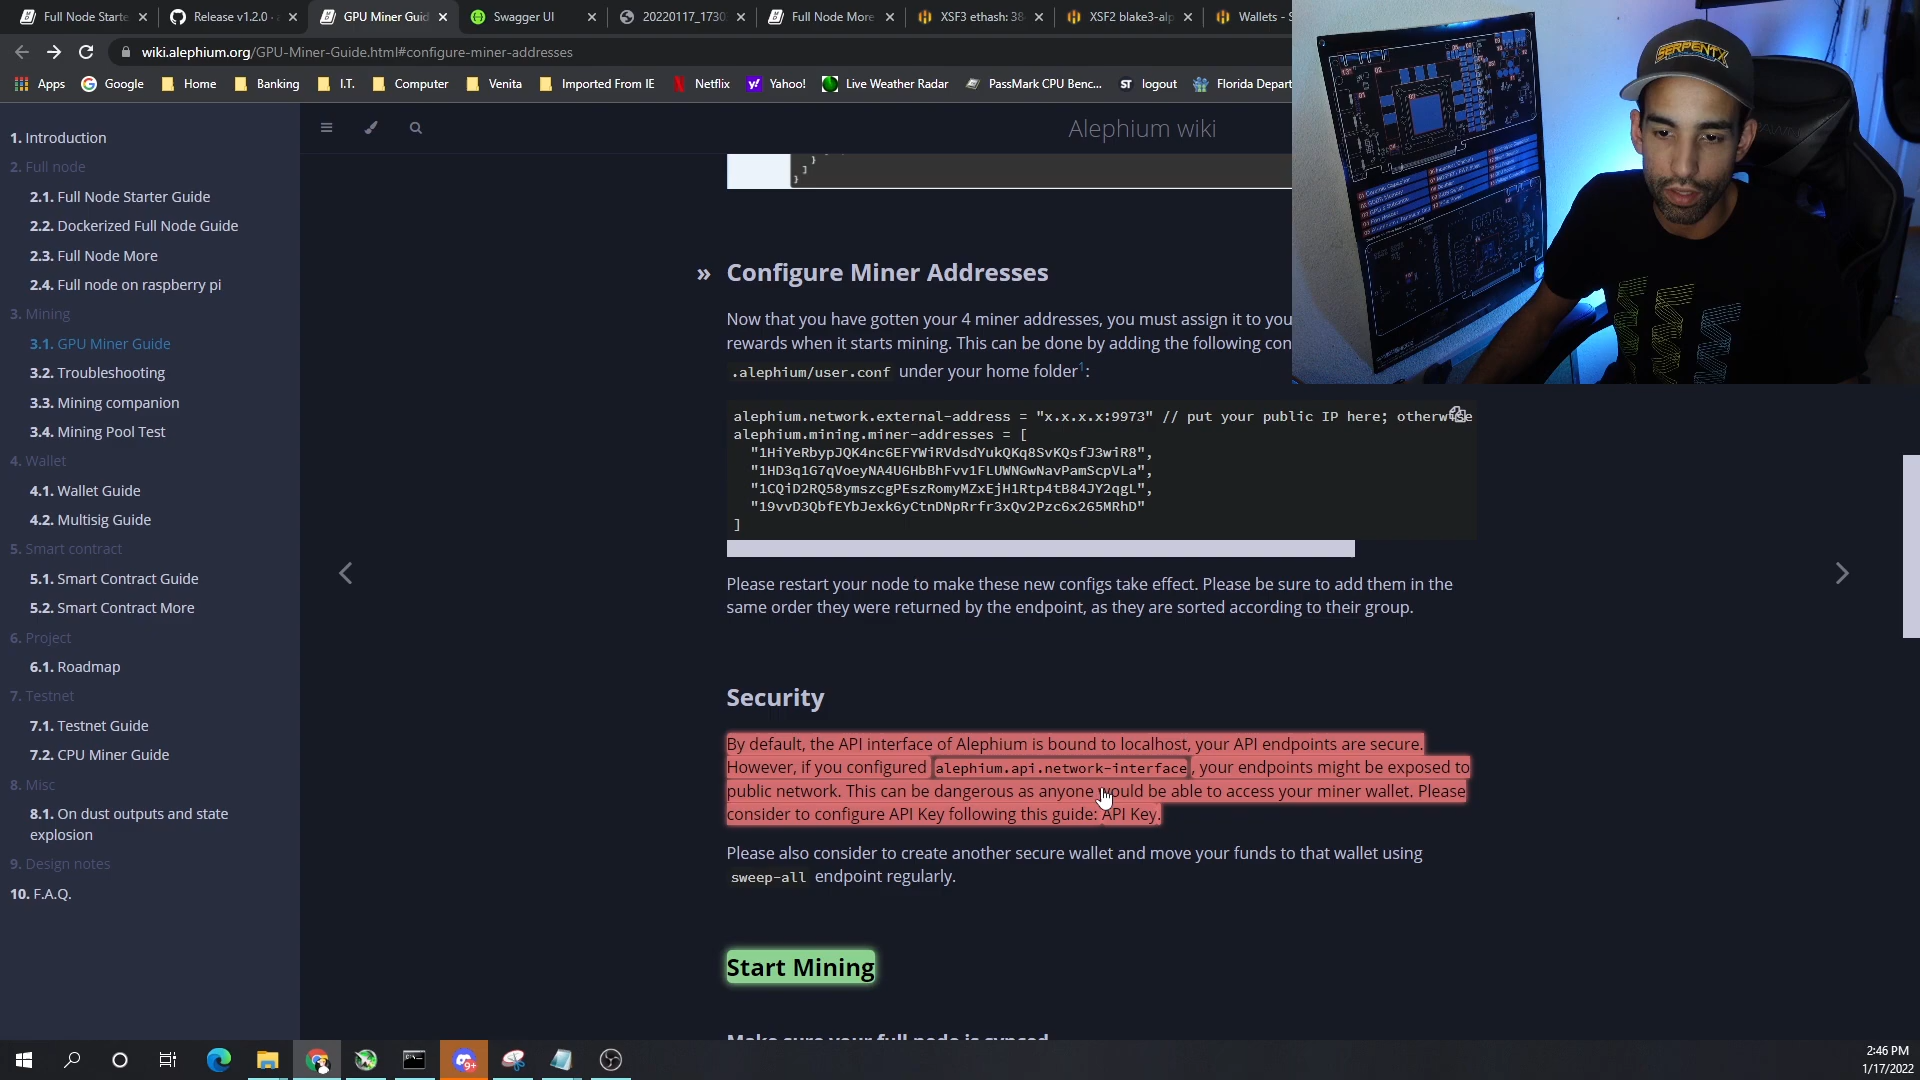 Full Node Starte
Release v1.2.0 ·
GPU Miner Guid
Swagger UI
20220117_1730
Full Node More
XSF3 ethash: 38
XSF2 blake3-alp
Wallets - S
wiki.alephium.org/GPU-Miner-Guide.html#configure-miner-addresses
Apps
Google
Home
Banking
I.T.
Computer
Venita
Imported From IE
Netflix
Yahoo!
Live Weather Radar
PassMark CPU Benc...
ST logout
Florida Depart
SERPENTX
1. Introduction
2. Full node
2.1. Full Node Starter Guide
2.2. Dockerized Full Node Guide
2.3. Full Node More
2.4. Full node on raspberry pi
3. Mining
3.1. GPU Miner Guide
3.2. Troubleshooting
3.3. Mining companion
3.4. Mining Pool Test
4. Wallet
4.1. Wallet Guide
4.2. Multisig Guide
5. Smart contract
5.1. Smart Contract Guide
5.2. Smart Contract More
6. Project
6.1. Roadmap
7. Testnet
7.1. Testnet Guide
7.2. CPU Miner Guide
8. Misc
8.1. On dust outputs and state
explosion
9. Design notes
10. F.A.Q.
Alephium wiki
}
]
}
» Configure Miner Addresses
Now that you have gotten your 4 miner addresses, you must assign it to you
rewards when it starts mining. This can be done by adding the following con
.alephium/user.conf under your home folder1:
alephium.network.external-address = "x.x.x.x:9973" // put your public IP here; otherwise
alephium.mining.miner-addresses = [
"1HiYeRbypJQK4nc6EFYWiRVdsdYukQKq8SvKQsfJ3wiR8",
"1HD3q1G7qVoeyNA4U6HbBhFvv1FLUWNGwNavPamScpVLa",
"1CQiD2RQ58ymszcgPEszRomyMZxEjH1Rtp4tB84JY2qgL",
"19vvD3QbfEYbJexk6yCtnDNpRrfr3xQv2Pzc6x265MRhD"
]
Please restart your node to make these new configs take effect. Please be sure to add them in the
same order they were returned by the endpoint, as they are sorted according to their group.
Security
By default, the API interface of Alephium is bound to localhost, your API endpoints are secure.
However, if you configured alephium.api.network-interface, your endpoints might be exposed to
public network. This can be dangerous as anyone would be able to access your miner wallet. Please
consider to configure API Key following this guide: API Key.
Please also consider to create another secure wallet and move your funds to that wallet using
sweep-all endpoint regularly.
Start Mining
Make sure your full node is synced
9+
2:46 PM
1/17/2022